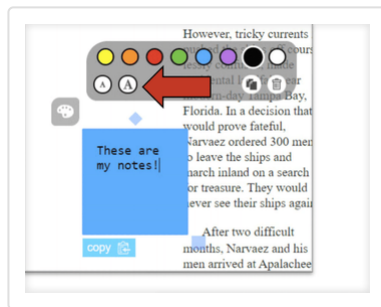 However, tricky currents
A A
Florida. In a decision that
would prove fateful,
Narvaez ordered 300 men
to leave the ships and
march inland on a search
for treasure. They would
never see their ships again
These are
my notes!
copy
After two difficult
months, Narvaez and his
men arrived at Apalachee